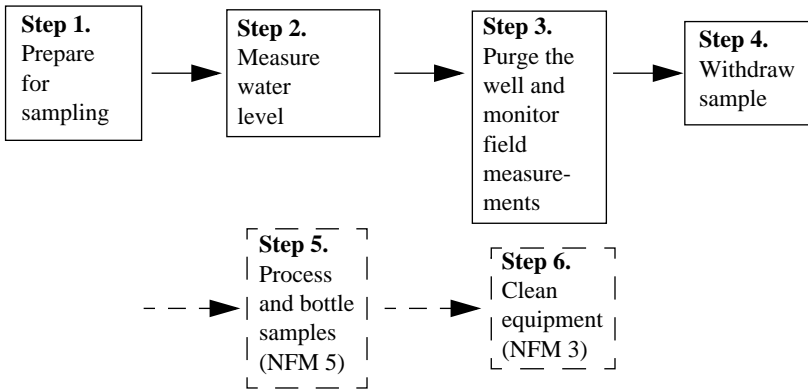 Step 1.
Prepare
for
sampling
Step 2.
Measure
water
level
Step 3.
Purge the
well and
monitor
field
measure-
ments
Step 4.
Withdraw
sample
Step 5.
Process
and bottle
samples
(NFM 5)
Step 6.
Clean
equipment
(NFM 3)